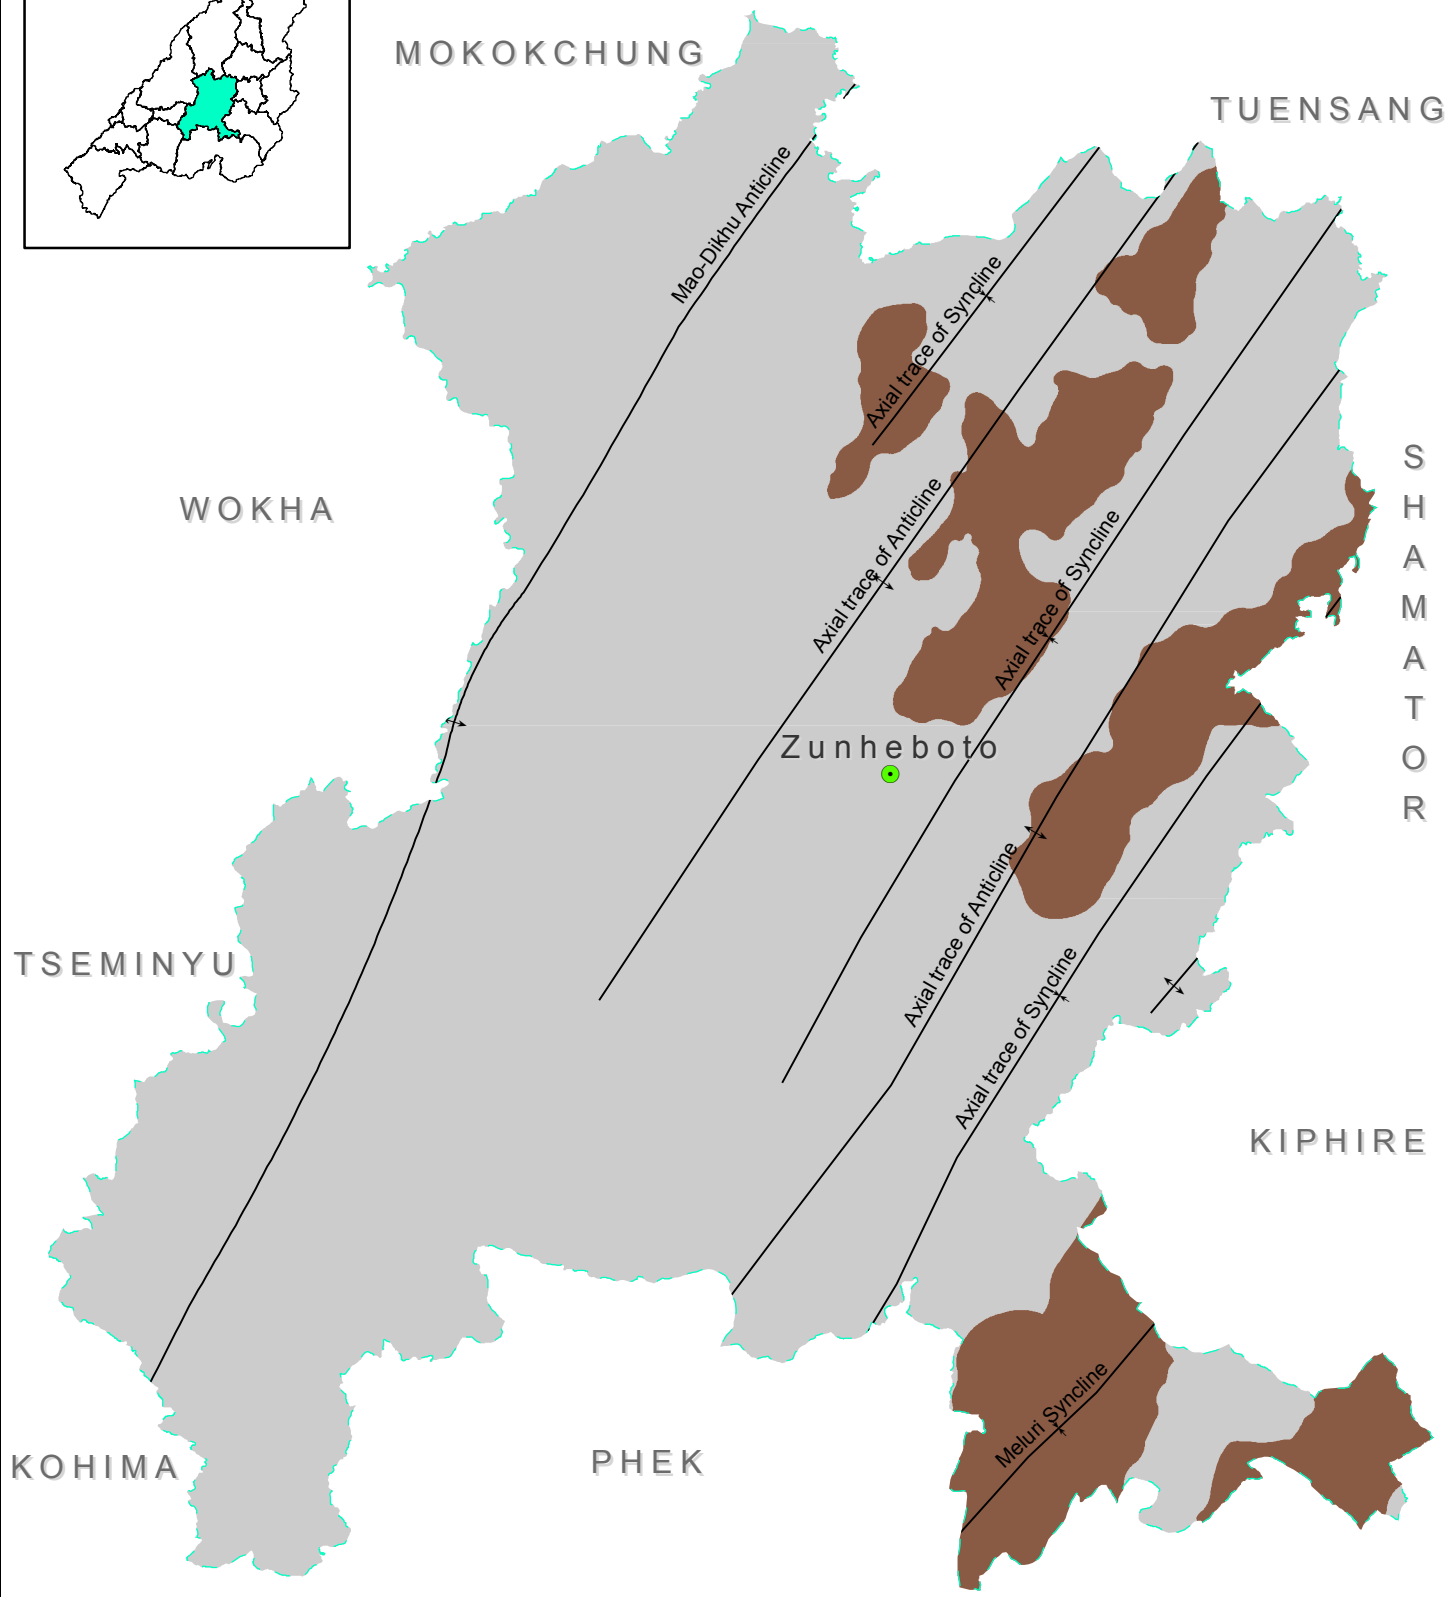 MOKOKCHUNG
TUENSANG
Mao-Dikhu Anticline
Axial trace of Syncline
WOKHA
SHAMATOR
Axial trace of Anticline
Axial trace of Syncline
Zunheboto
Axial trace of Anticline
TSEMINYU
Axial trace of Syncline
KIPHIRE
Meluri Syncline
KOHIMA
PHEK